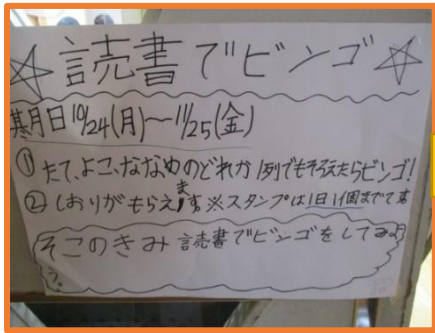 ☆読書でビンゴ☆
期日10/24(月)～11/25(金)
①たて、よこ、ななめのどれか1列でもそろえたらビンゴ!
②しおりがもらえます※スタンプは1日1個までです
そこのきみ読書でビンゴをしてみよ
う。